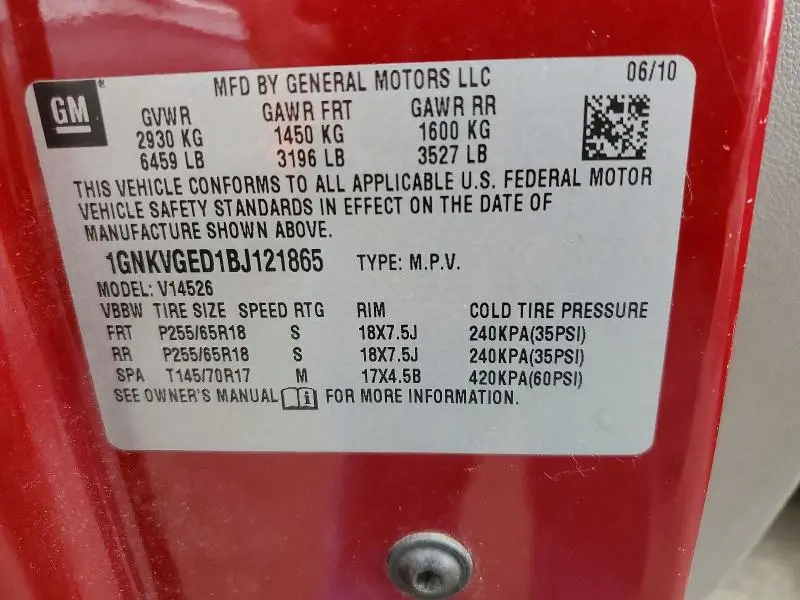 GM
MFD BY GENERAL MOTORS LLC 06/10
GVWR GAWR FRT GAWR RR
2930 KG 1450 KG 1600 KG
6459 LB 3196 LB 3527 LB
THIS VEHICLE CONFORMS TO ALL APPLICABLE U.S. FEDERAL MOTOR
VEHICLE SAFETY STANDARDS IN EFFECT ON THE DATE OF
MANUFACTURE SHOWN ABOVE.
1GNKVGED1BJ121865 TYPE: M.P.V.
MODEL: V14526
VBBW TIRE SIZE SPEED RTG RIM COLD TIRE PRESSURE
FRT P255/65R18 S 18X7.5J 240KPA(35PSI)
RR P255/65R18 S 18X7.5J 240KPA(35PSI)
SPA T145/70R17 M 17X4.5B 420KPA(60PSI)
SEE OWNER'S MANUAL i FOR MORE INFORMATION.